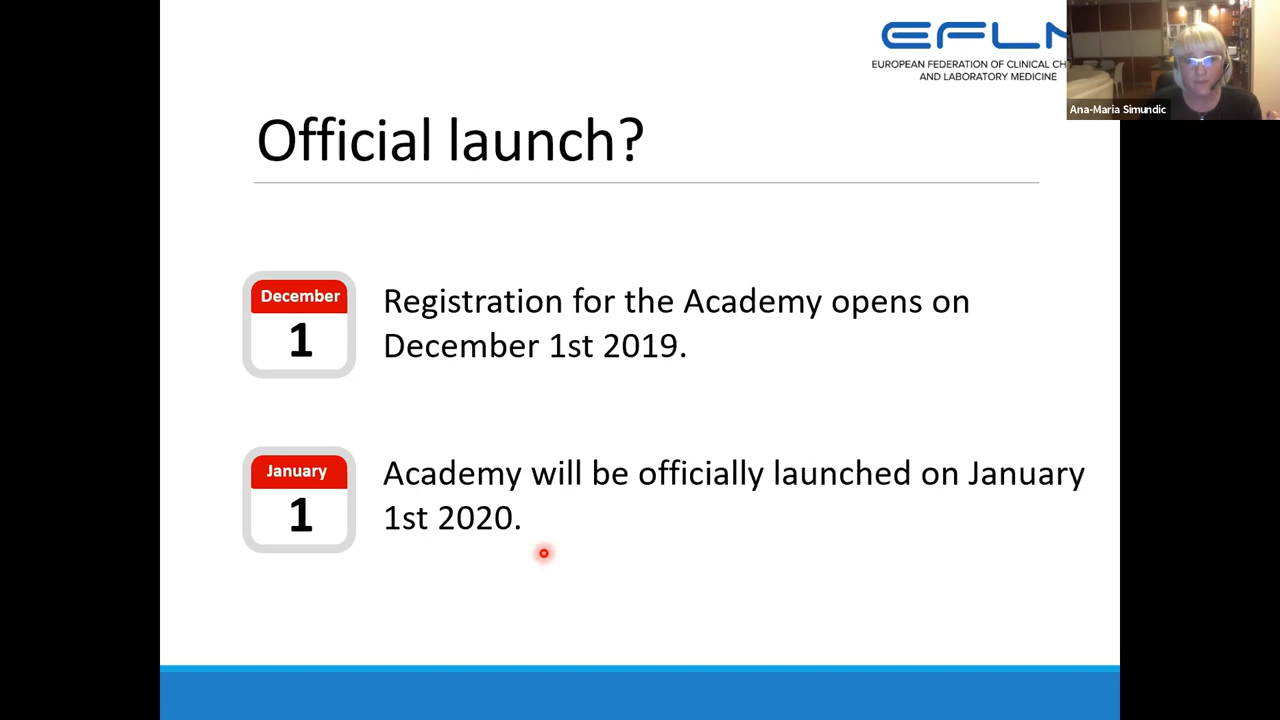 EFLM
EUROPEAN FEDERATION OF CLINICAL CH
AND LABORATORY MEDICINE
Ana-Maria Simundic
Official launch?
December
1
Registration for the Academy opens on
December 1st 2019.
January
1
Academy will be officially launched on January
1st 2020.